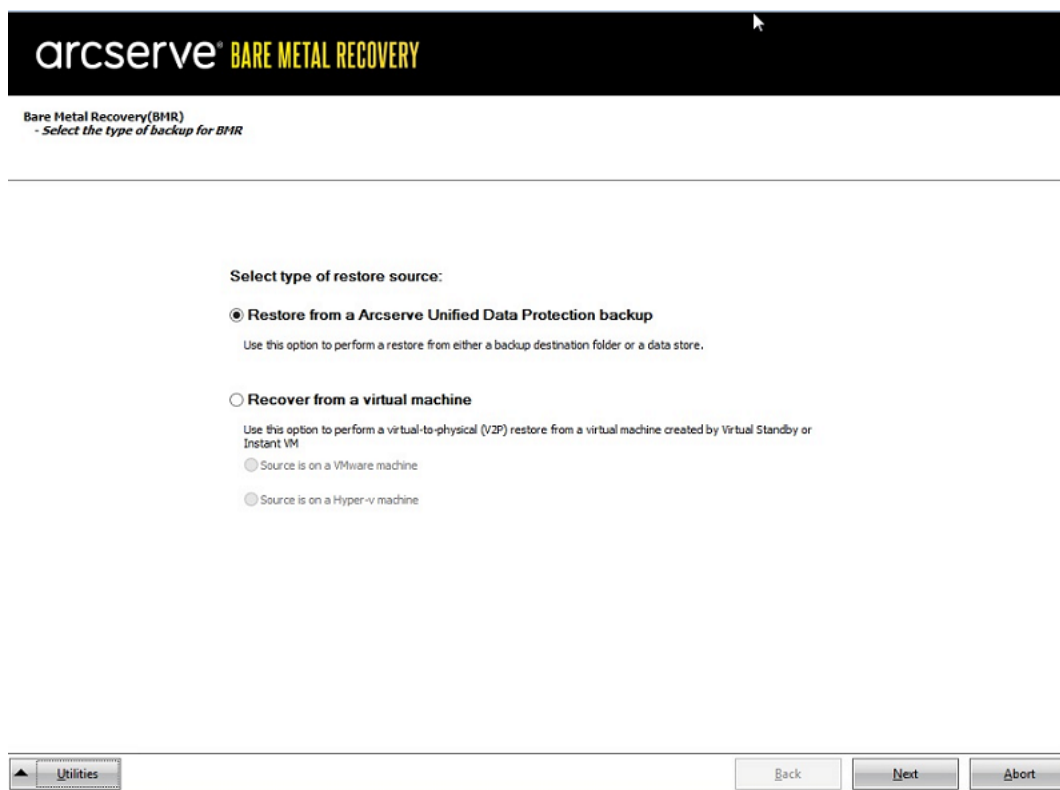 arcserve® BARE METAL RECOVERY
Bare Metal Recovery(BMR)
- Select the type of backup for BMR
Select type of restore source:
Restore from a Arcserve Unified Data Protection backup
Use this option to perform a restore from either a backup destination folder or a data store.
Recover from a virtual machine
Use this option to perform a virtual-to-physical (V2P) restore from a virtual machine created by Virtual Standby or
Instant VM
Source is on a VMware machine
Source is on a Hyper-v machine
Utilities
Back
Next
Abort